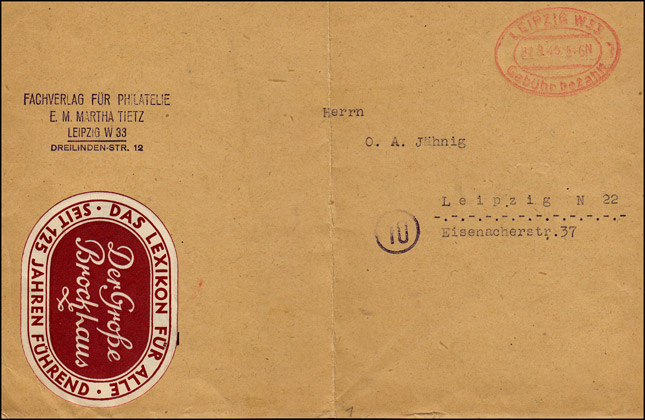 LEIPZIG W 33
Gebühr bezahlt
FACHVERLAG FÜR PHILATELIE
E. M. MARTHA TIETZ
LEIPZIG W 33
DREILINDEN-STR. 12
Herrn
O. A. Jähnig
Leipzig N 22
Eisenacherstr.37
10
DAS LEXIKON FÜR ALLE · SEIT 125 JAHREN FÜHREND ·
Der Große
Brockhaus
1